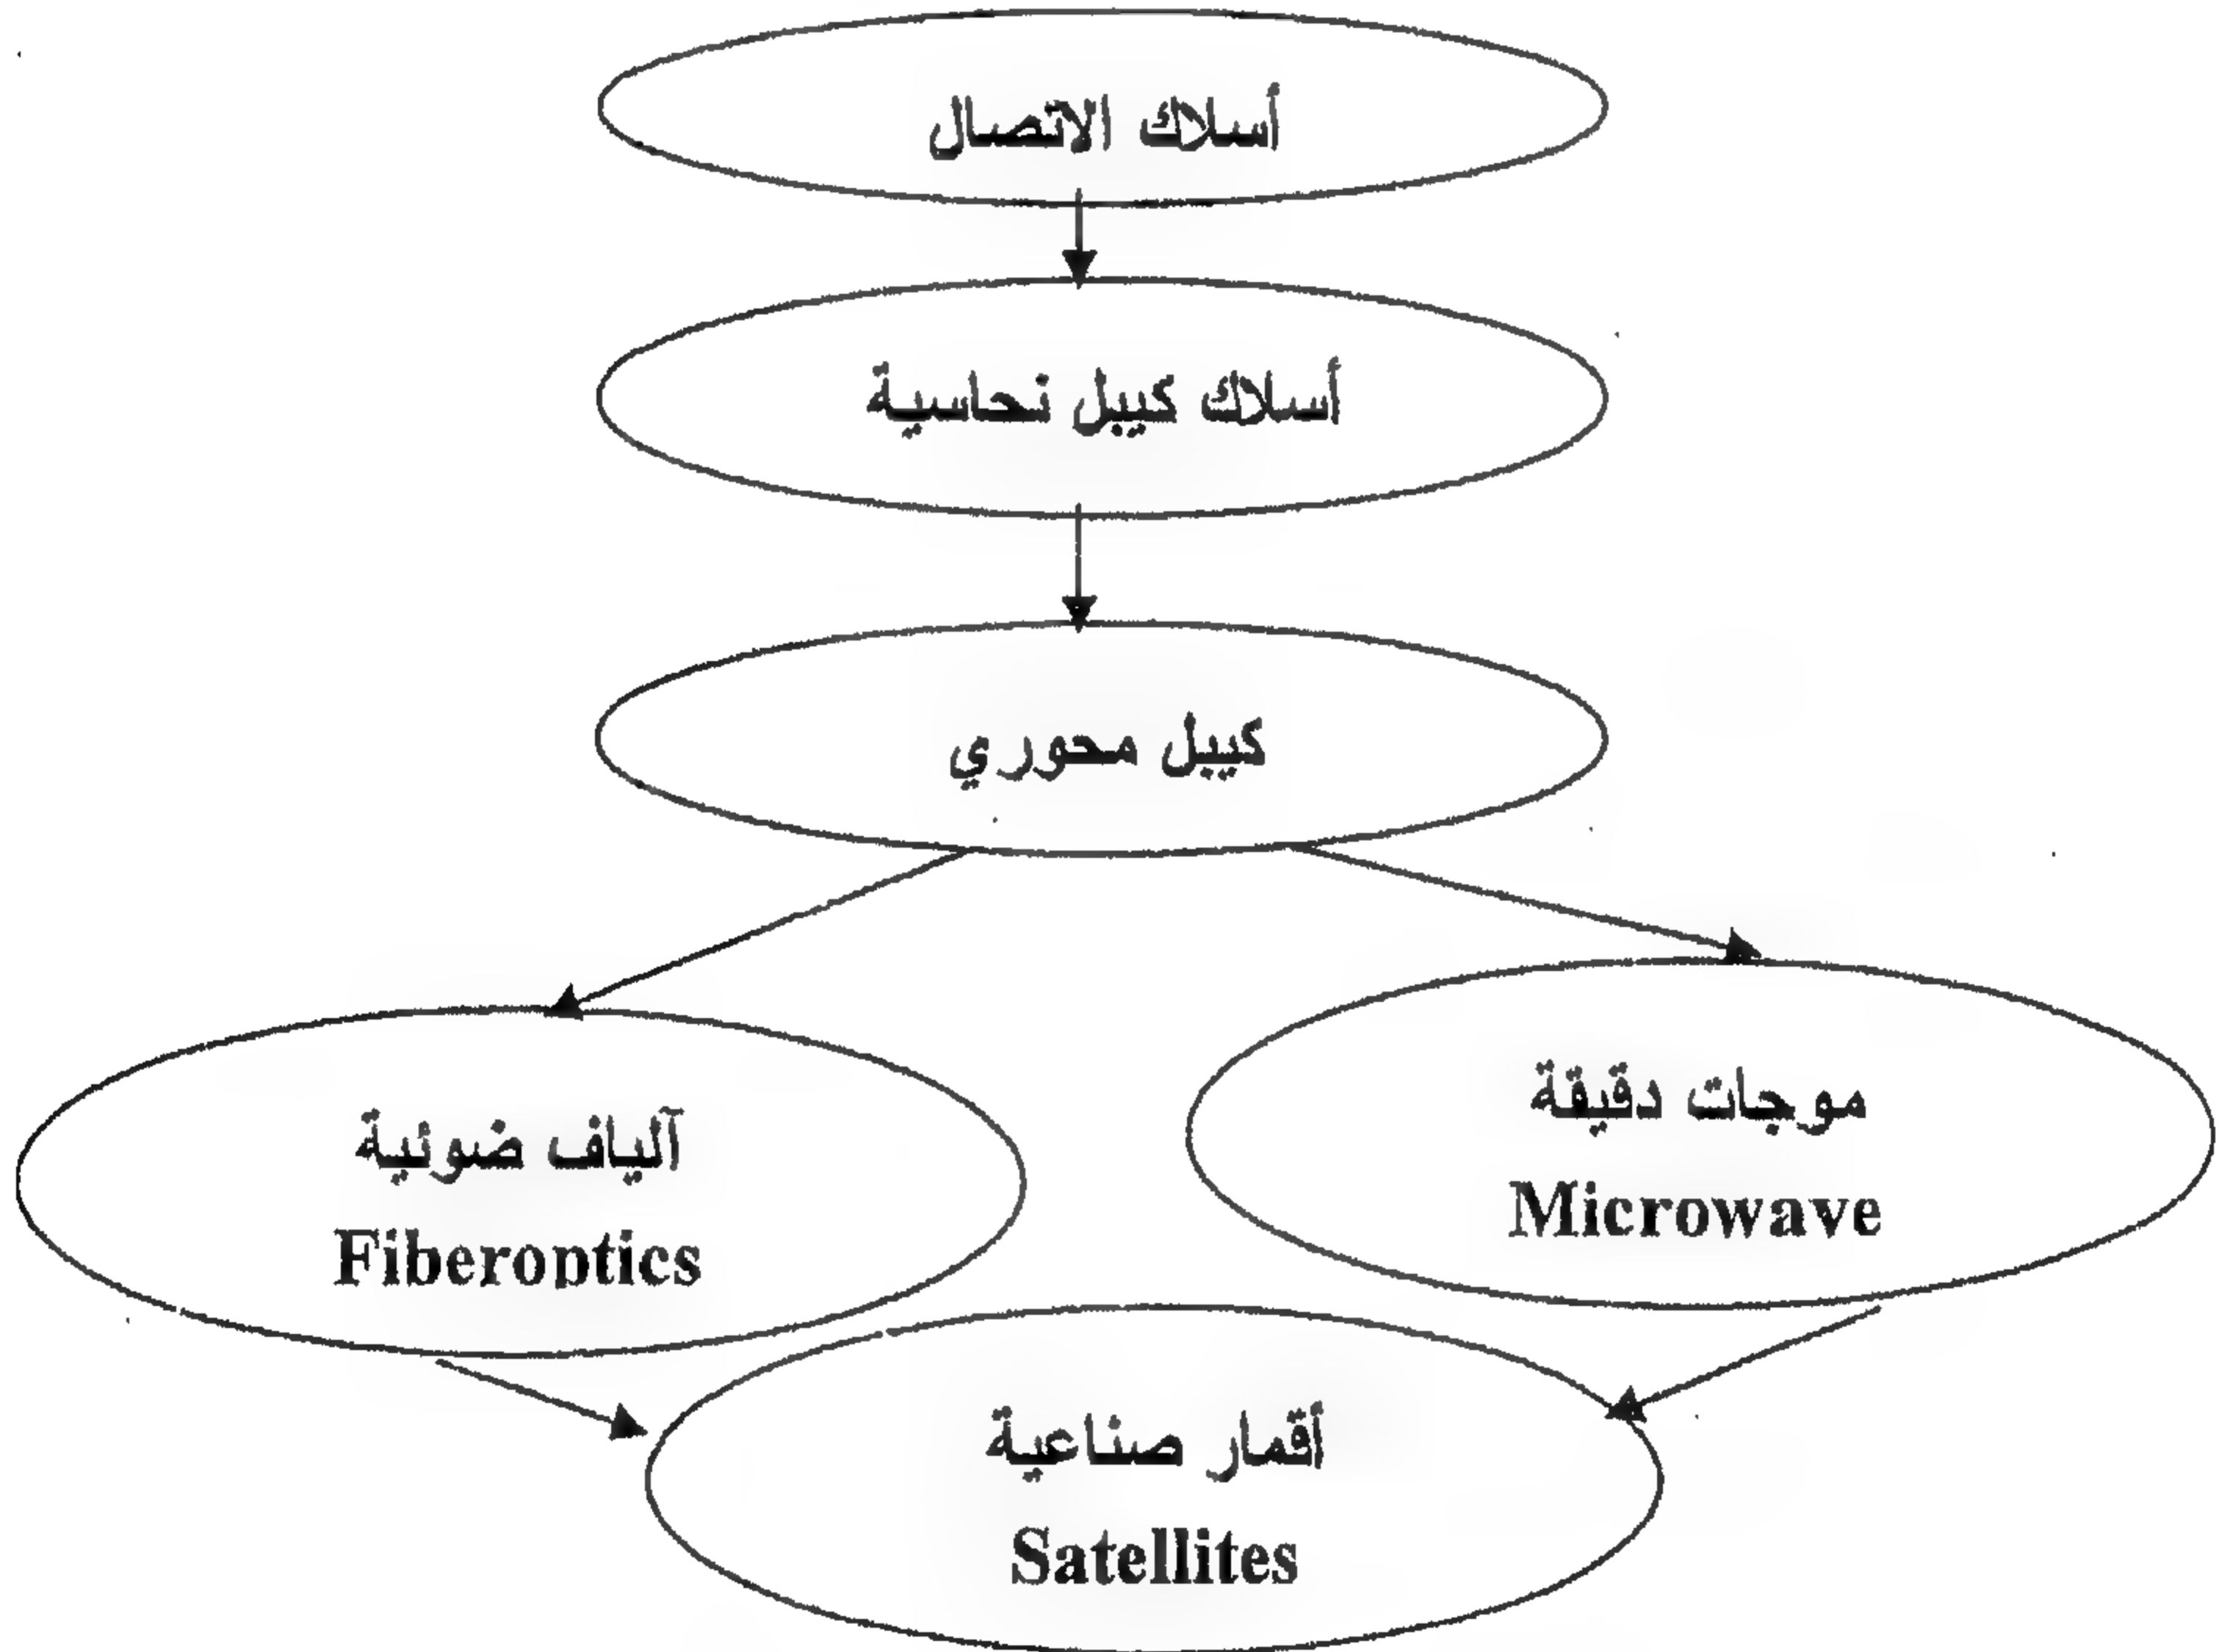 أسلاك الاتصال
أسلاك كيبل نحاسية
كيبل محوري
موجات دقيقة
Microwave
آلياف ضوئية
Fiberoptics
أقمار صناعية
Satellites